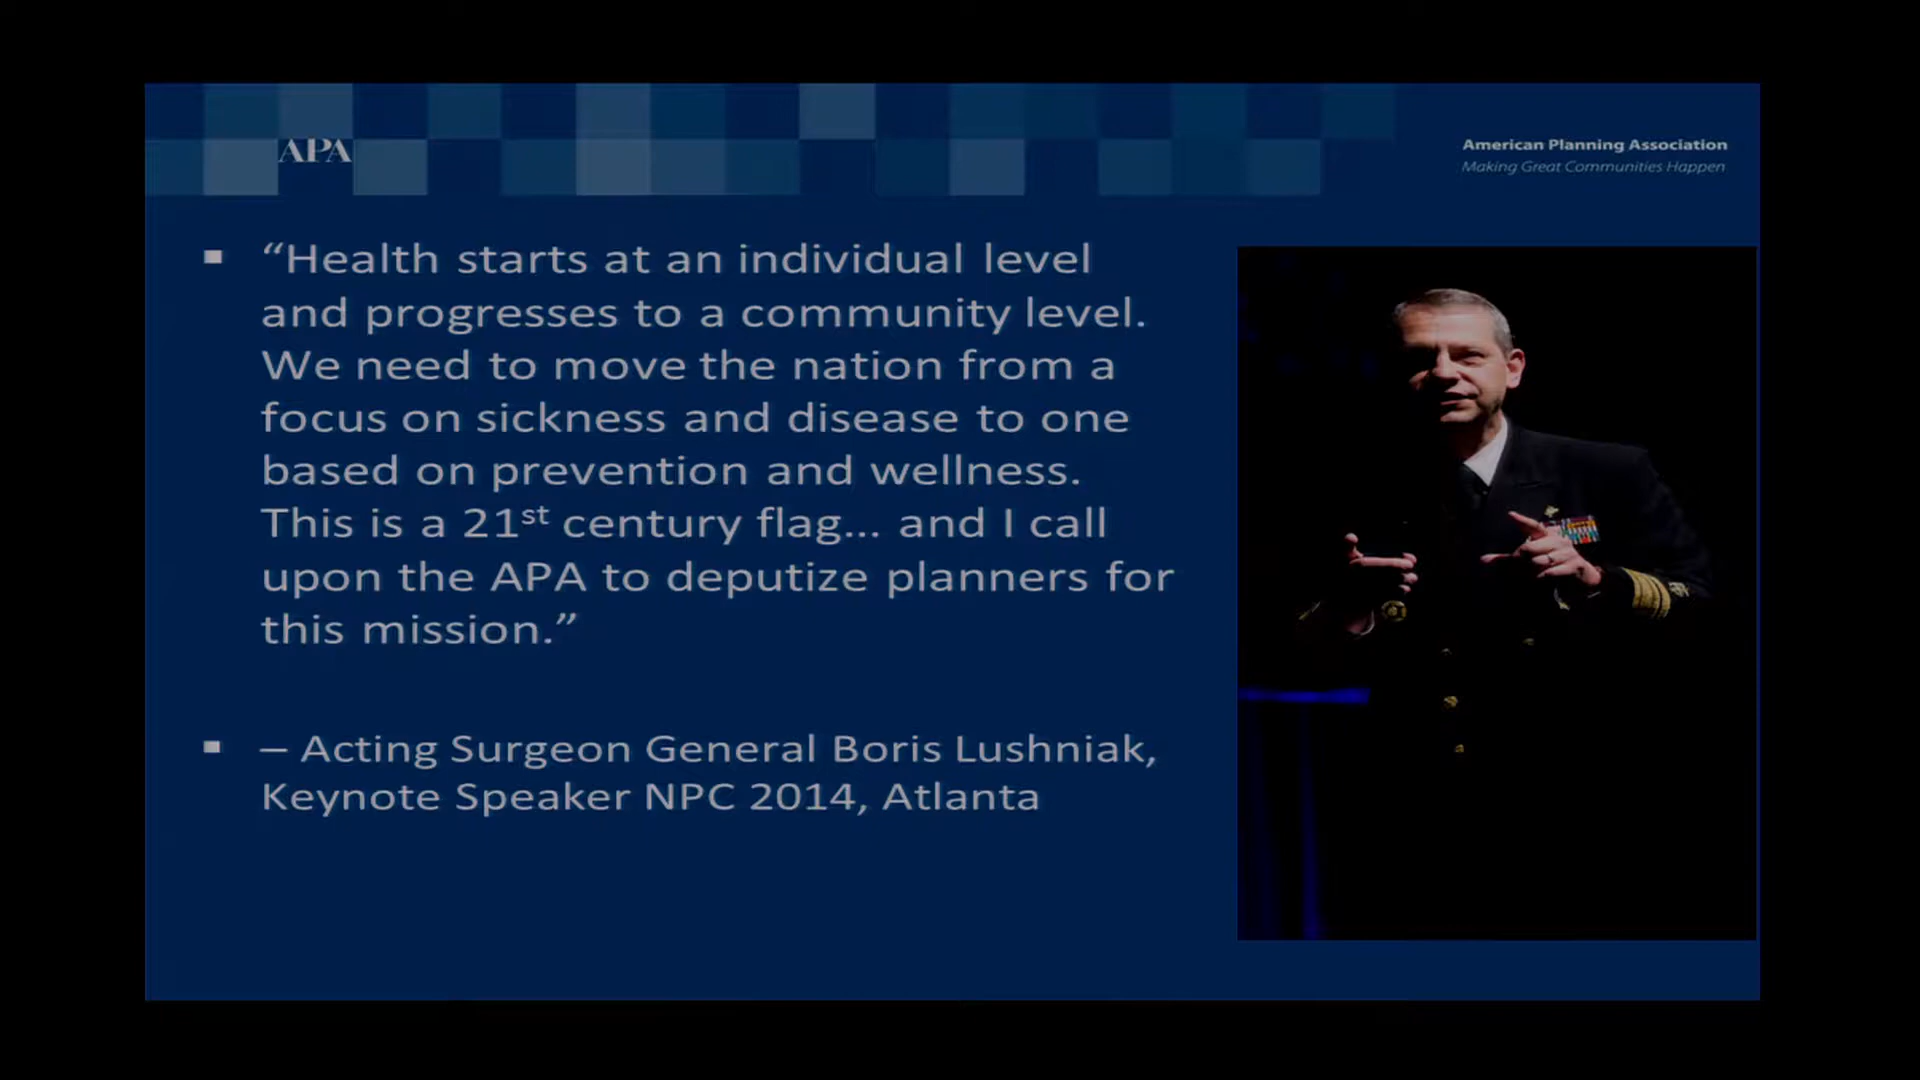 APA
American Planning Association
Making Great Communities Happen
▪ “Health starts at an individual level
and progresses to a community level.
We need to move the nation from a
focus on sickness and disease to one
based on prevention and wellness.
This is a 21st century flag... and I call
upon the APA to deputize planners for
this mission.”
▪ – Acting Surgeon General Boris Lushniak,
Keynote Speaker NPC 2014, Atlanta